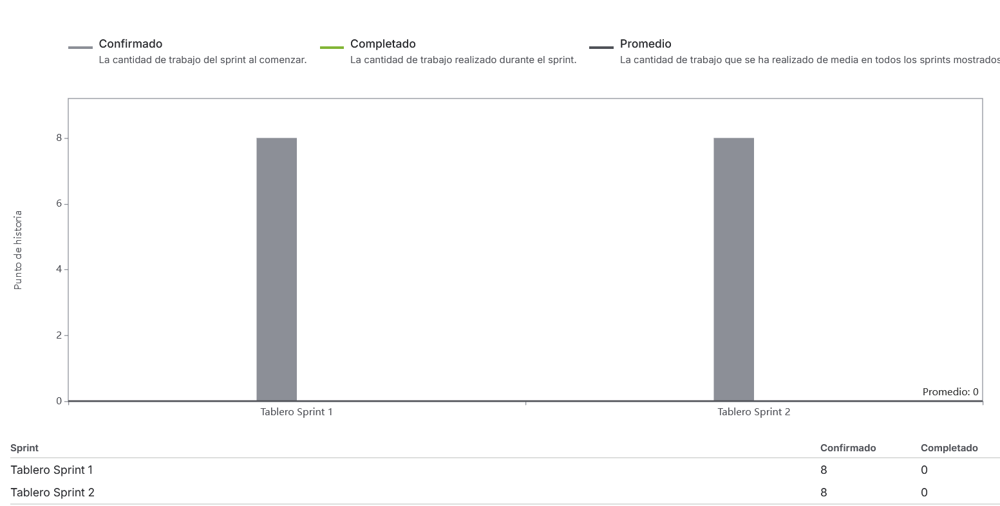 Confirmado
La cantidad de trabajo del sprint al comenzar.
Completado
La cantidad de trabajo realizado durante el sprint.
Promedio
La cantidad de trabajo que se ha realizado de media en todos los sprints mostrados
Punto de historia
8
6
4
2
0
Promedio: 0
Tablero Sprint 1
Tablero Sprint 2
Sprint Confirmado Completado
Tablero Sprint 1 8 0
Tablero Sprint 2 8 0